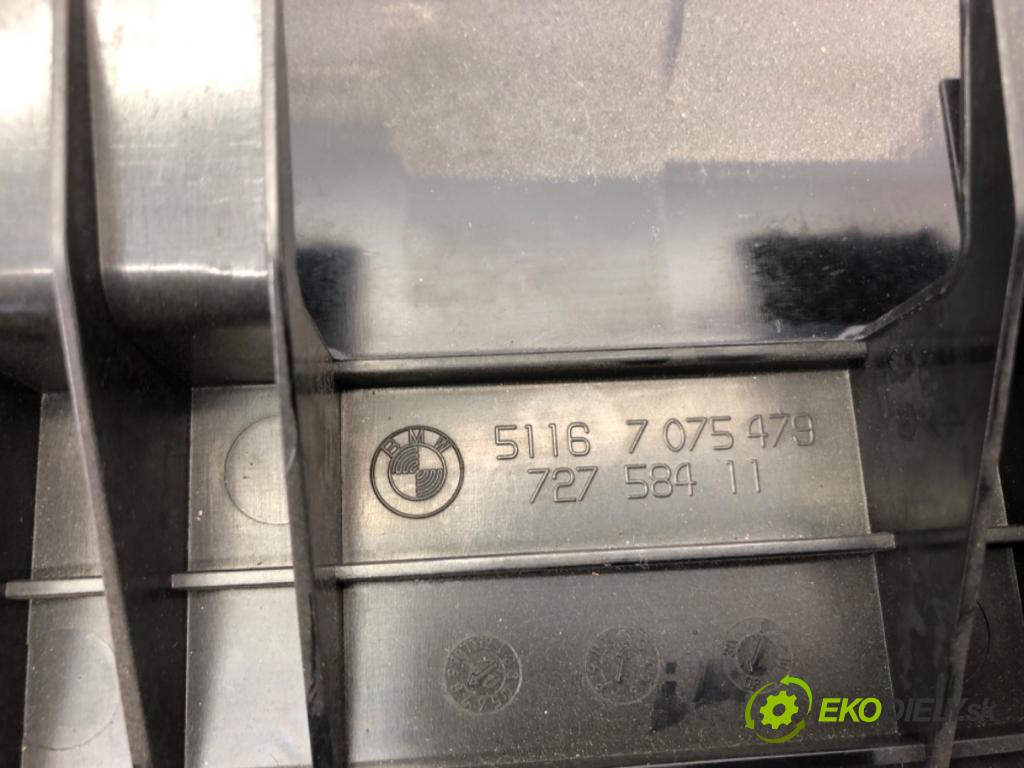 BMW
5116 7 075 479
727 584 11
EKODIELY.sk